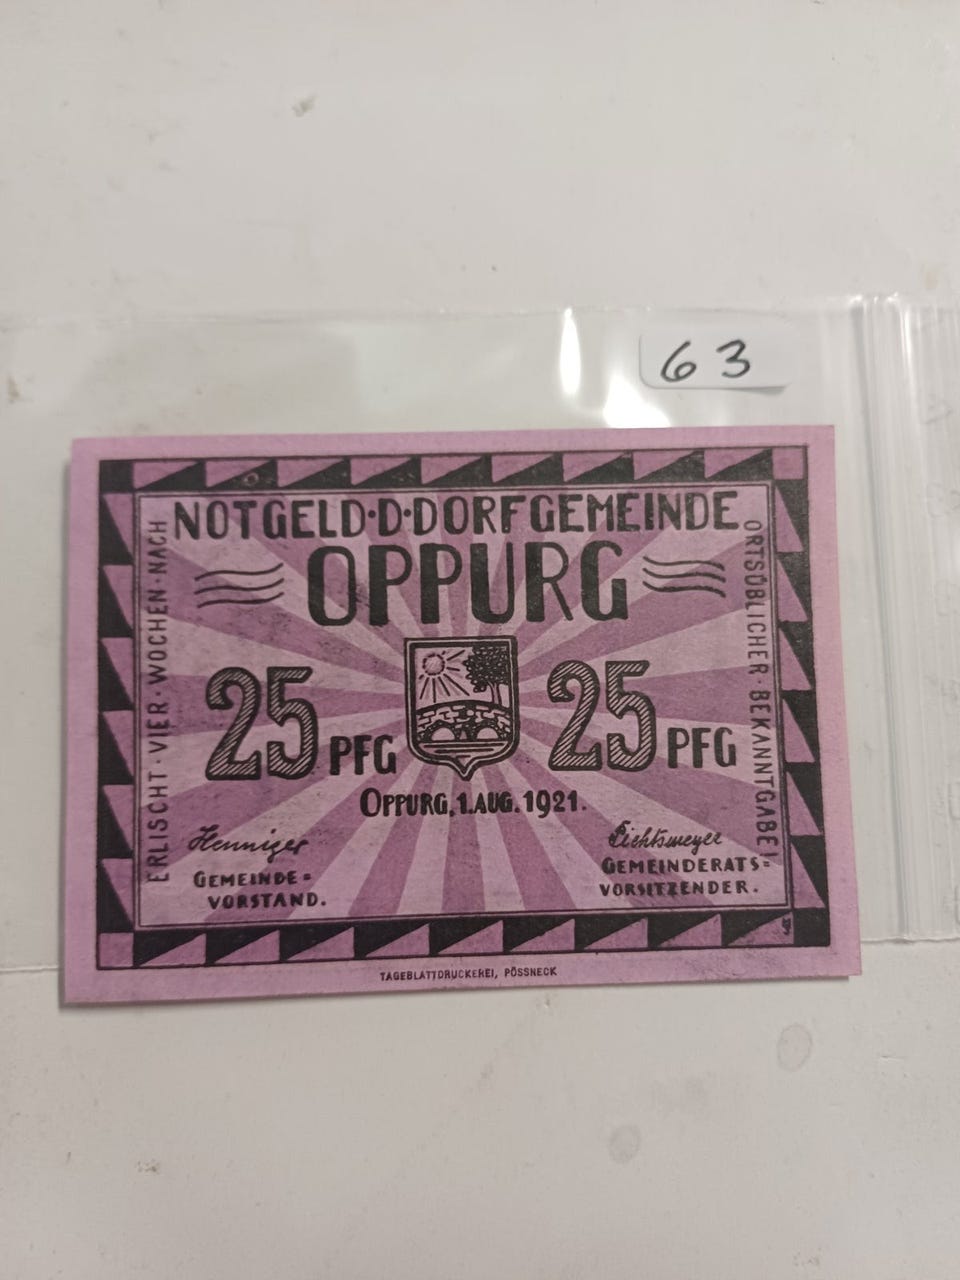 63
NOTGELD·D·DORFGEMEINDE
OPPURG
ERLISCHT·VIER·WOCHEN·NACH
ORTSÜBLICHER·BEKANNTGABE!
25 PFG
25 PFG
OPPURG, 1. AUG. 1921.
Henniger
GEMEINDE=
VORSTAND.
Lichtsmeyer
GEMEINDERATS=
VORSITZENDER.
TAGEBLATTDRUCKEREI, PÖSSNECK